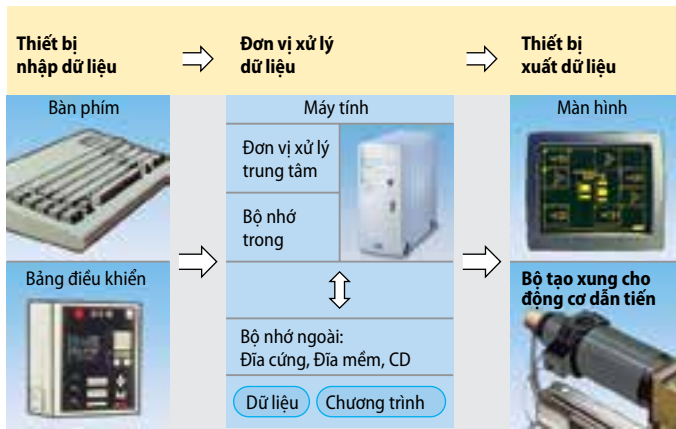 Thiết bị
nhập dữ liệu
Đơn vị xử lý
dữ liệu
Thiết bị
xuất dữ liệu
Bàn phím
Máy tính
Màn hình
Đơn vị xử lý
trung tâm
Bộ nhớ
trong
Bảng điều khiển
Bộ tạo xung cho
động cơ dẫn tiến
Bộ nhớ ngoài:
Đĩa cứng, Đĩa mềm, CD
Dữ liệu
Chương trình